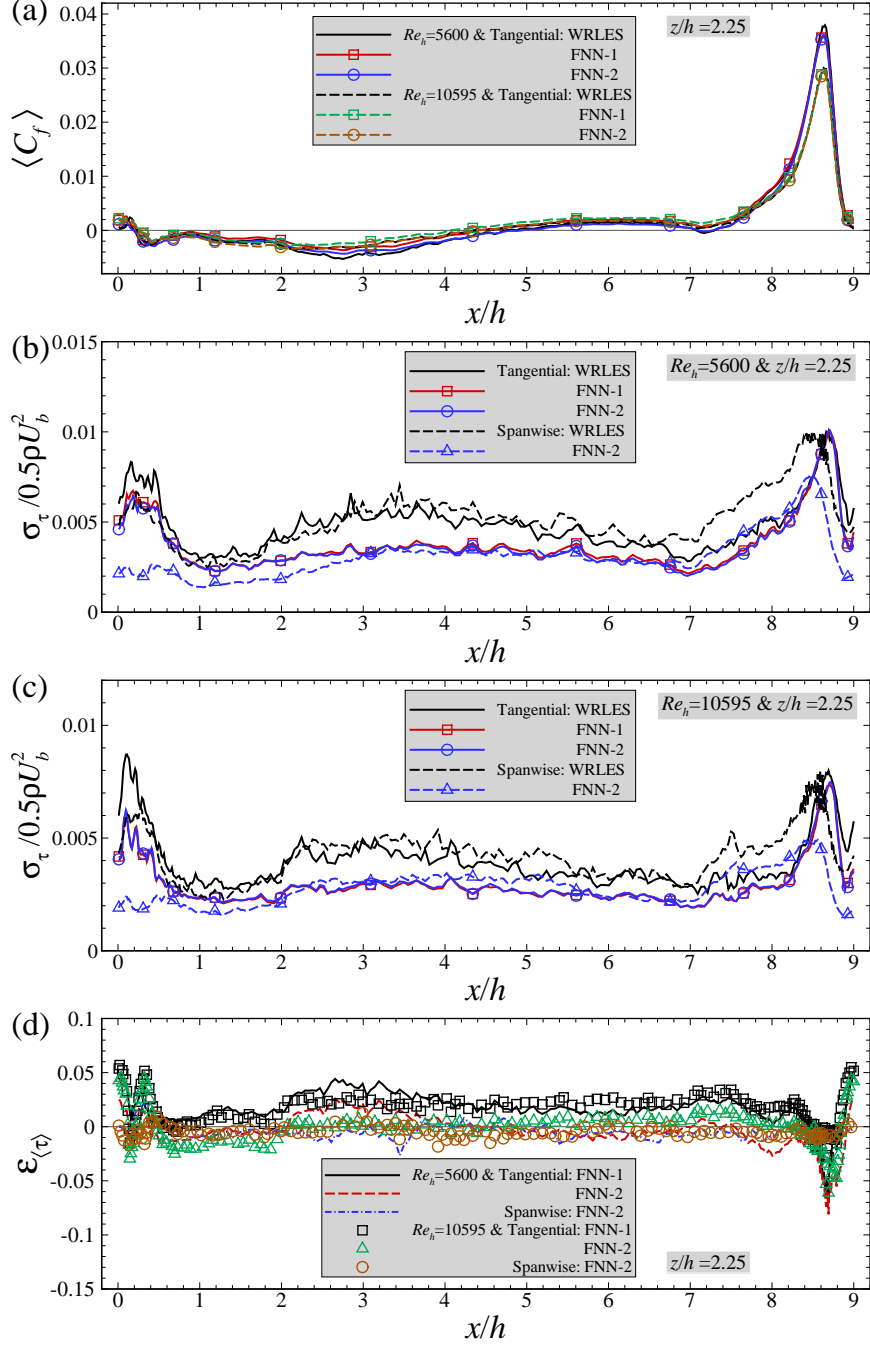 (a)
Re_h=5600 & Tangential: WRLES
FNN-1
FNN-2
Re_h=10595 & Tangential: WRLES
FNN-1
FNN-2
z/h=2.25
⟨C_f⟩
0.04
0.03
0.02
0.01
0
0 1 2 3 4 5 6 7 8 9
x/h
(b)
Tangential: WRLES
FNN-1
FNN-2
Spanwise: WRLES
FNN-2
Re_h=5600 & z/h =2.25
σ_τ/0.5ρU_b^2
0.015
0.01
0.005
0
0 1 2 3 4 5 6 7 8 9
x/h
(c)
Tangential: WRLES
FNN-1
FNN-2
Spanwise: WRLES
FNN-2
Re_h=10595 & z/h =2.25
σ_τ/0.5ρU_b^2
0.01
0.005
0
0 1 2 3 4 5 6 7 8 9
x/h
(d)
ε_⟨τ⟩
0.1
0.05
0
-0.05
-0.1
-0.15
Re_h=5600 & Tangential: FNN-1
FNN-2
Spanwise: FNN-2
Re_h=10595 & Tangential: FNN-1
FNN-2
Spanwise: FNN-2
z/h =2.25
0 1 2 3 4 5 6 7 8 9
x/h